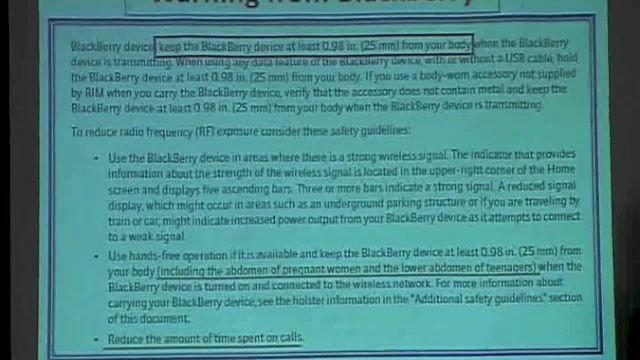 Warning from BlackBerry
BlackBerry device, keep the BlackBerry device at least 0.98 in. (25 mm) from your body when the BlackBerry
device is transmitting. When using any data feature of the BlackBerry device, with or without a USB cable, hold
the BlackBerry device at least 0.98 in. (25 mm) from your body. If you use a body-worn accessory not supplied
by RIM when you carry the BlackBerry device, verify that the accessory does not contain metal and keep the
BlackBerry device at least 0.98 in. (25 mm) from your body when the BlackBerry device is transmitting.
To reduce radio frequency (RF) exposure consider these safety guidelines:
• Use the BlackBerry device in areas where there is a strong wireless signal. The indicator that provides
information about the strength of the wireless signal is located in the upper-right corner of the Home
screen and displays five ascending bars. Three or more bars indicate a strong signal. A reduced signal
display, which might occur in areas such as an underground parking structure or if you are traveling by
train or car, might indicate increased power output from your BlackBerry device as it attempts to connect
to a weak signal.
• Use hands-free operation if it is available and keep the BlackBerry device at least 0.98 in. (25 mm) from
your body (including the abdomen of pregnant women and the lower abdomen of teenagers) when the
BlackBerry device is turned on and connected to the wireless network. For more information about
carrying your BlackBerry device, see the holster information in the "Additional safety guidelines" section
of this document.
• Reduce the amount of time spent on calls.